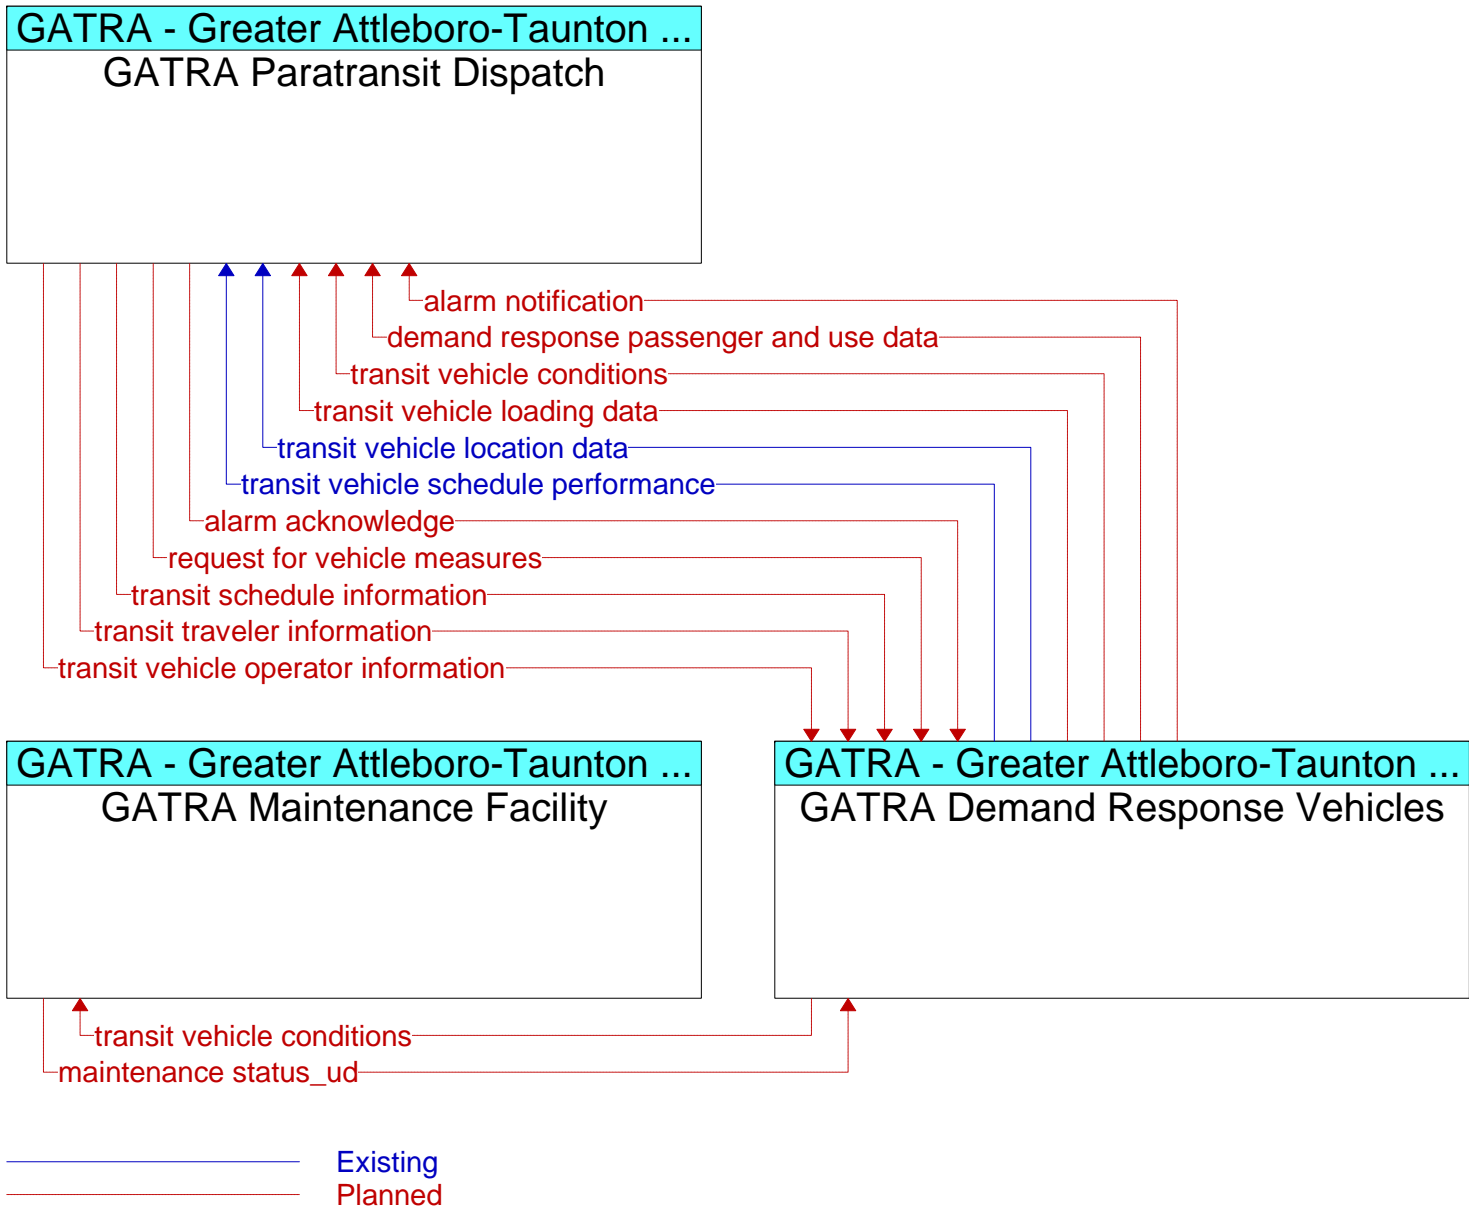 GATRA - Greater Attleboro-Taunton ...
GATRA Paratransit Dispatch
alarm notification
demand response passenger and use data
transit vehicle conditions
transit vehicle loading data
transit vehicle location data
transit vehicle schedule performance
alarm acknowledge
request for vehicle measures
transit schedule information
transit traveler information
transit vehicle operator information
GATRA - Greater Attleboro-Taunton ...
GATRA Maintenance Facility
GATRA - Greater Attleboro-Taunton ...
GATRA Demand Response Vehicles
transit vehicle conditions
maintenance status_ud
Existing
Planned